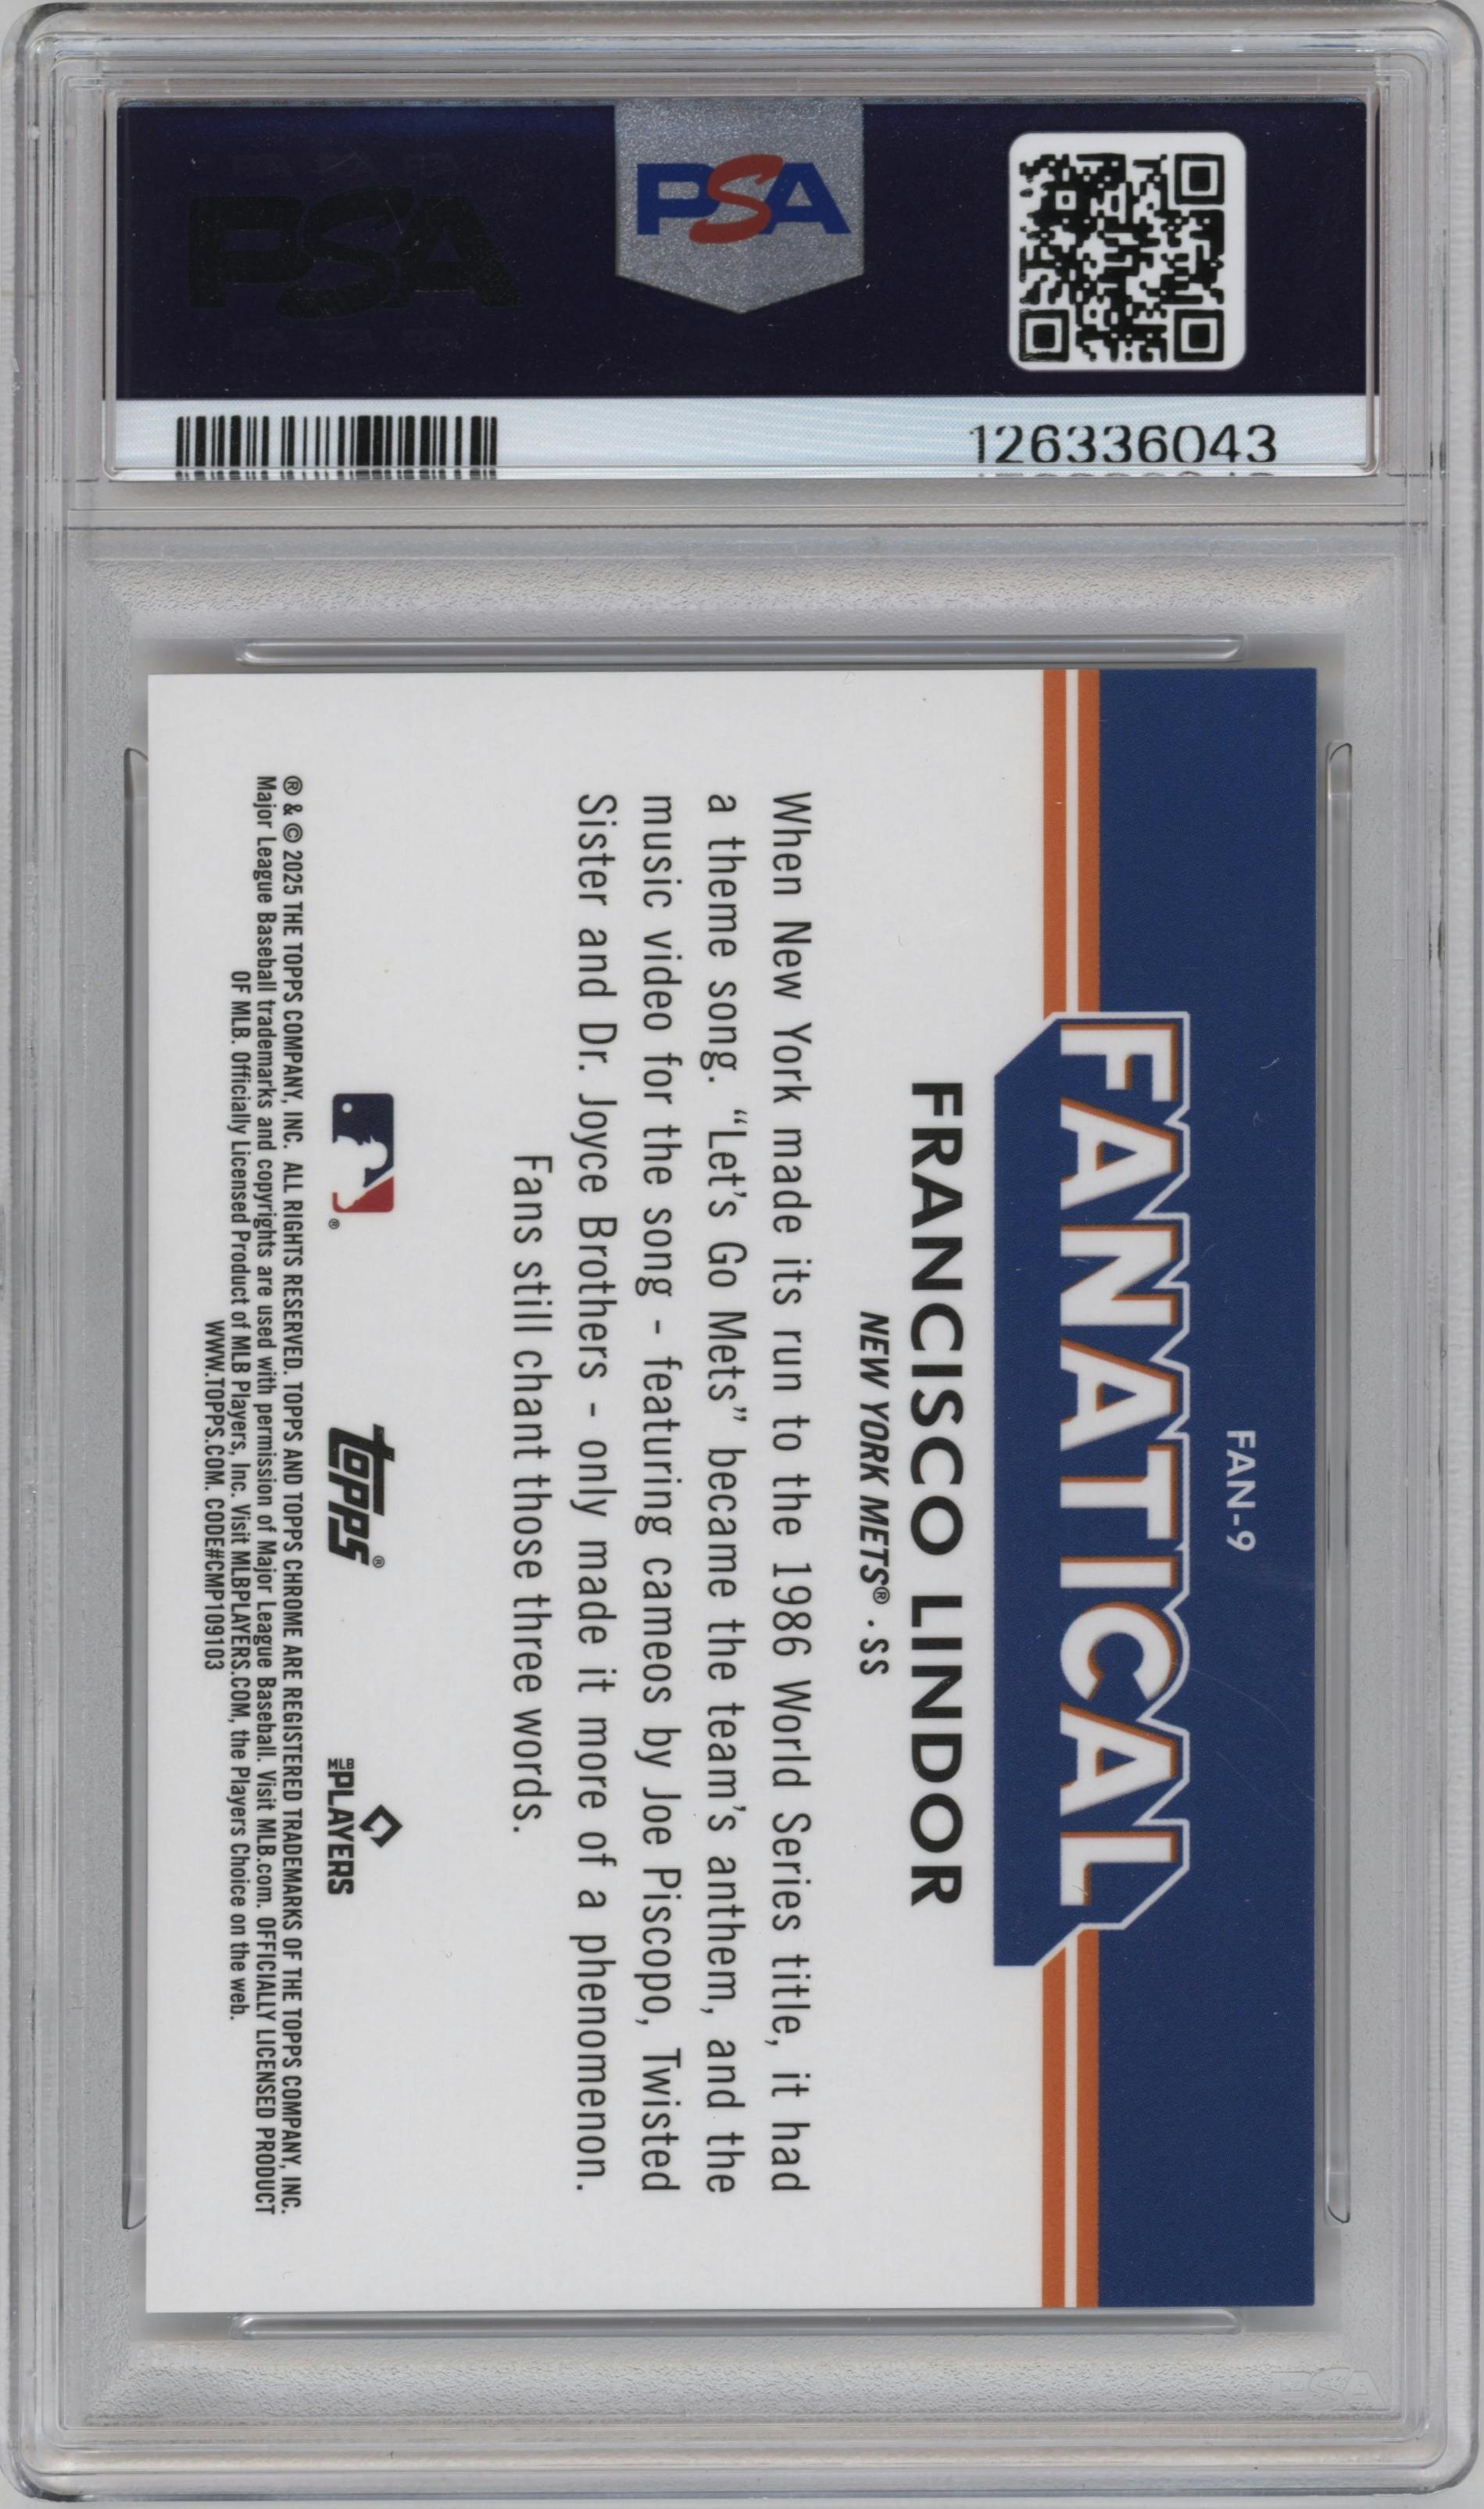 PSA
PSA
126336043
FAN-9
FANATICAL
FRANCISCO LINDOR
NEW YORK METS® • SS
When New York made its run to the 1986 World Series title, it had
a theme song. “Let’s Go Mets” became the team’s anthem, and the
music video for the song - featuring cameos by Joe Piscopo, Twisted
Sister and Dr. Joyce Brothers - only made it more of a phenomenon.
Fans still chant those three words.
®
topps®
MLB PLAYERS
® & © 2025 THE TOPPS COMPANY, INC. ALL RIGHTS RESERVED. TOPPS AND TOPPS CHROME ARE REGISTERED TRADEMARKS OF THE TOPPS COMPANY, INC.
Major League Baseball trademarks and copyrights are used with permission of Major League Baseball. Visit MLB.com. OFFICIALLY LICENSED PRODUCT
OF MLB. Officially Licensed Product of MLB Players, Inc. Visit MLBPLAYERS.COM, the Players Choice on the web.
WWW.TOPPS.COM. CODE#CMP109103
PSA